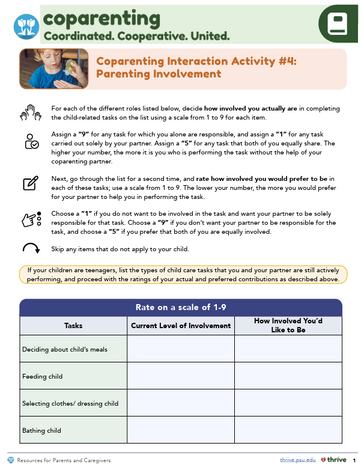 coparenting
Coordinated. Cooperative. United.
Coparenting Interaction Activity #4:
Parenting Involvement
For each of the different roles listed below, decide how involved you actually are in completing
the child-related tasks on the list using a scale from 1 to 9 for each item.
Assign a "9" for any task for which you alone are responsible, and assign a "1" for any task
carried out solely by your partner. Assign a "5" for any task that both of you equally share. The
higher your number, the more it is you who is performing the task without the help of your
coparenting partner.
Next, go through the list for a second time, and rate how involved you would prefer to be in
each of these tasks; use a scale from 1 to 9. The lower your number, the more you would prefer
for your partner to help you in performing the task.
Choose a "1" if you do not want to be involved in the task and want your partner to be solely
responsible for that task. Choose a "9" if you don't want your partner to be responsible for the
task, and choose a "5" if you prefer that both of you are equally involved.
Skip any items that do not apply to your child.
If your children are teenagers, list the types of child care tasks that you and your partner are still actively
performing, and proceed with the ratings of your actual and preferred contributions as described above.
Rate on a scale of 1-9
Tasks
Current Level of Involvement
How Involved You'd
Like to Be
Deciding about child's meals
Feeding child
Selecting clothes/ dressing child
Bathing child
Resources for Parents and Caregivers
thrive.psu.edu thrive 1